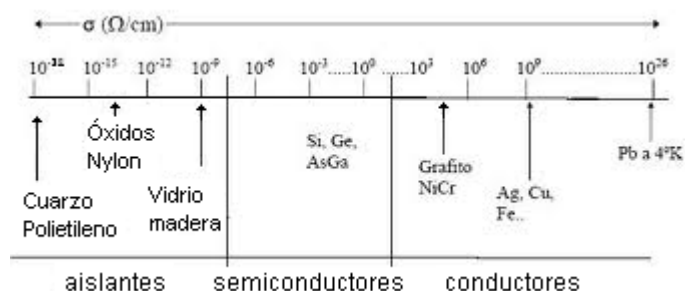 σ (Ω/cm)
10⁻¹⁸ 10⁻¹⁵ 10⁻¹² 10⁻⁹ 10⁻⁶ 10⁻³ 10⁰ 10³ 10⁶ 10⁹ 10²⁶
Óxidos
Nylon
Cuarzo
Polietileno
Vidrio
madera
Si, Ge,
AsGa
Grafito
NiCr
Ag, Cu,
Fe..
Pb a 4ºK
aislantes semiconductores conductores